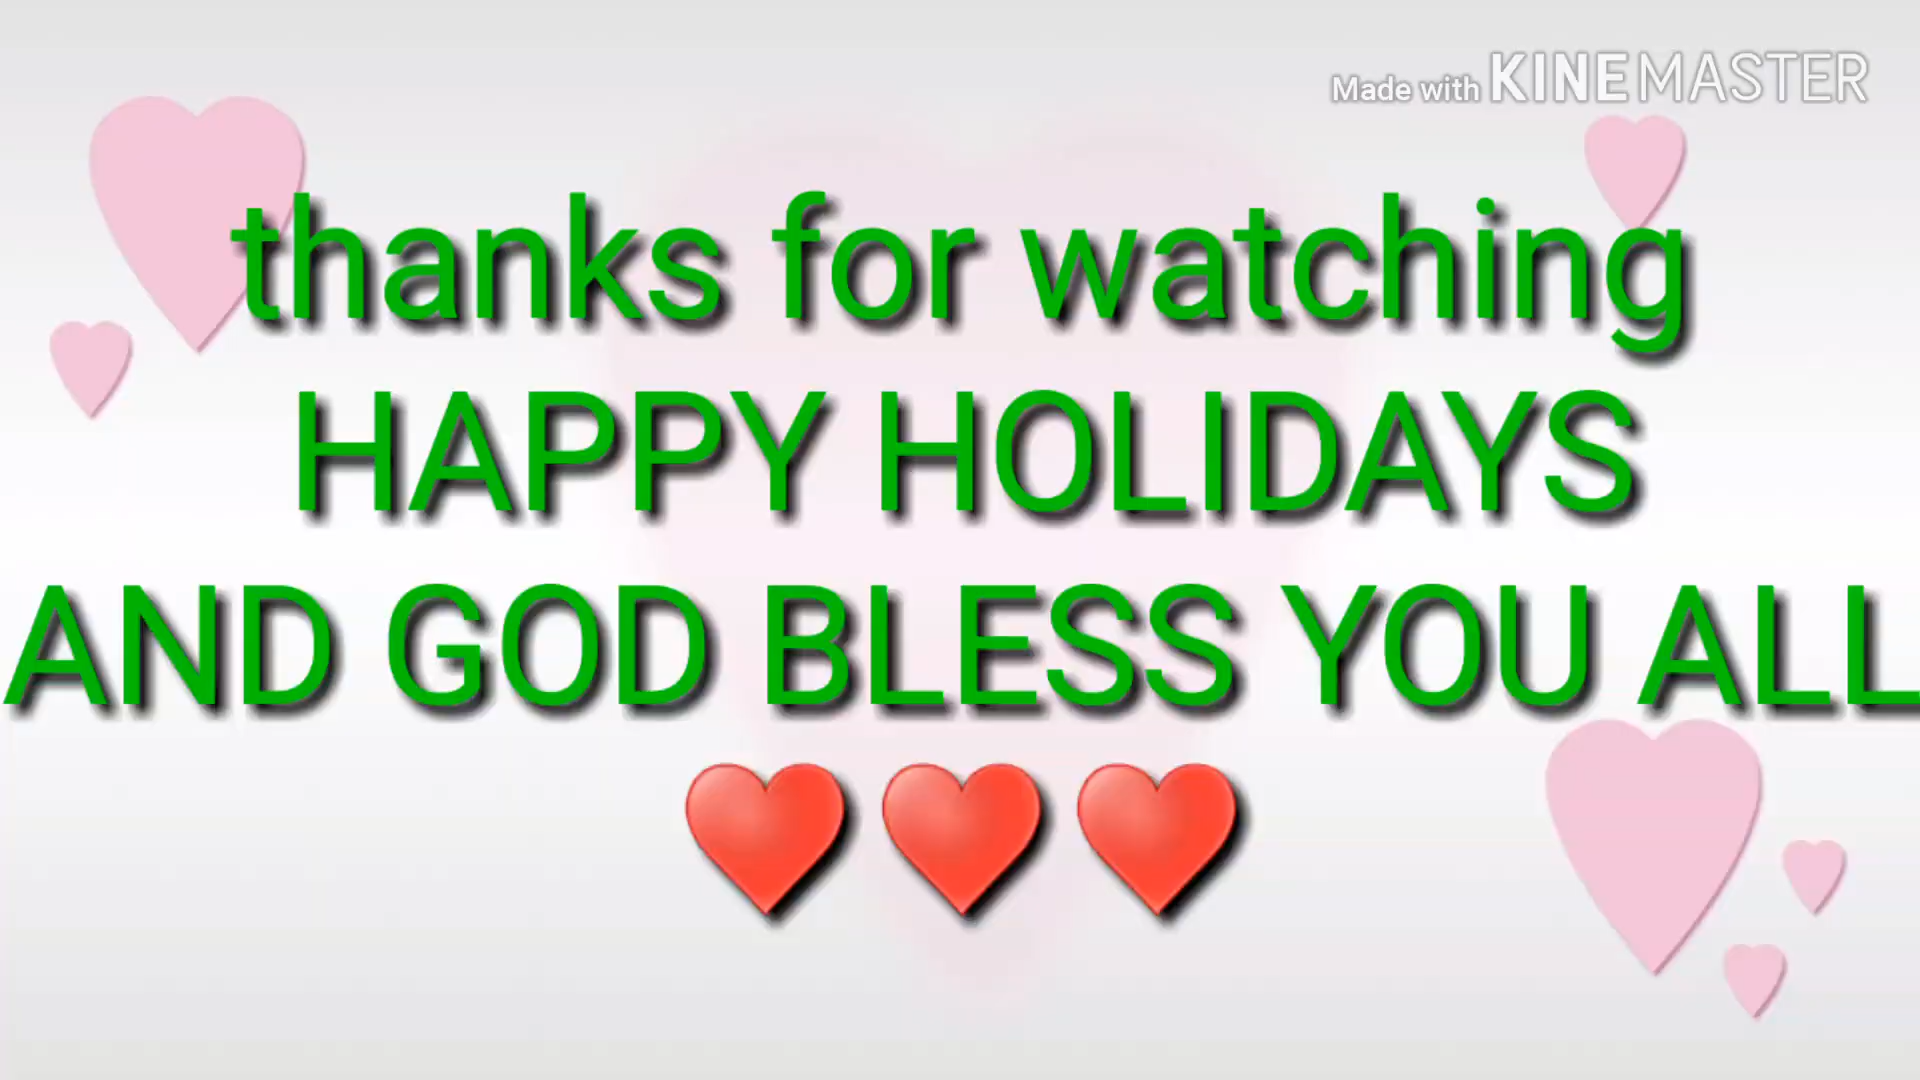 Made with KINEMASTER
thanks for watching
HAPPY HOLIDAYS
AND GOD BLESS YOU ALL
♥♥♥